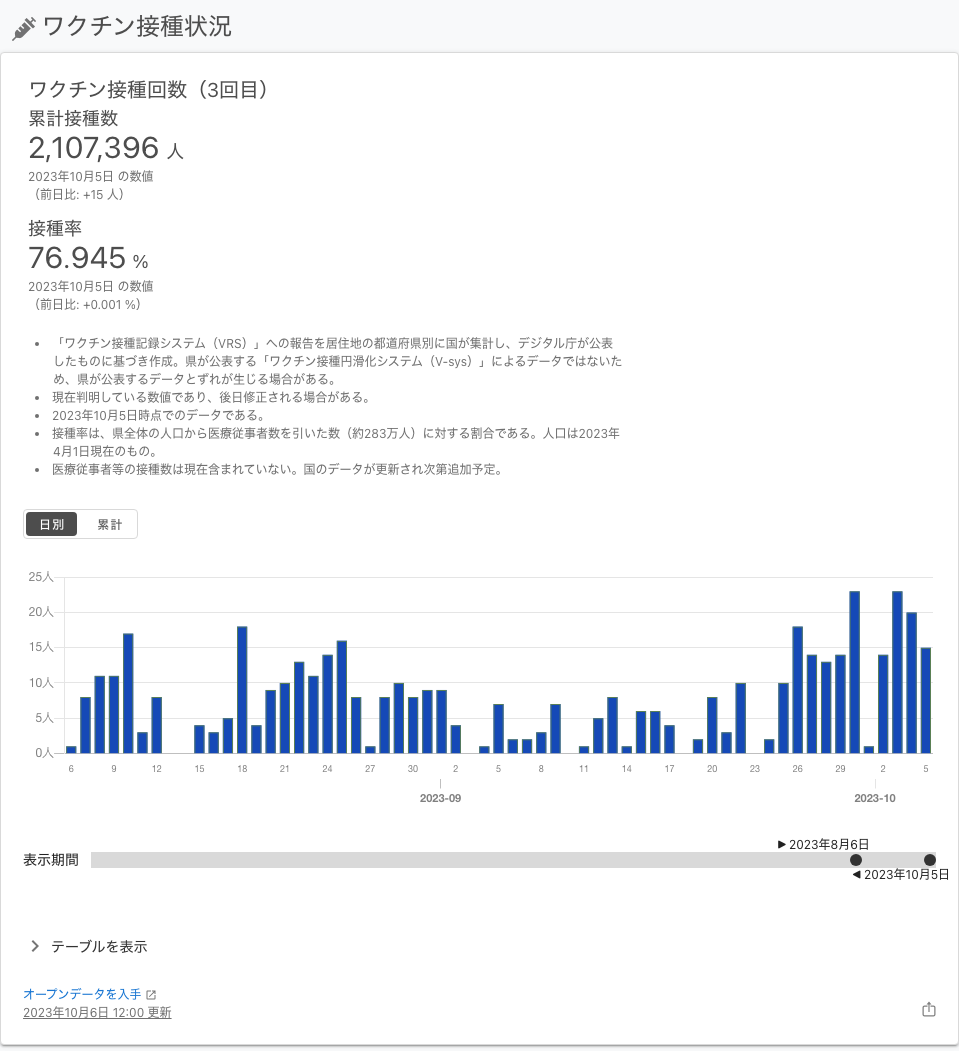 ワクチン接種状況
ワクチン接種回数（3回目）
累計接種数
2,107,396 人
2023年10月5日 の数値
（前日比: +15 人）
接種率
76.945 %
2023年10月5日 の数値
（前日比: +0.001 %）
• 「ワクチン接種記録システム（VRS）」への報告を居住地の都道府県別に国が集計し、デジタル庁が公表
したものに基づき作成。県が公表する「ワクチン接種円滑化システム（V-sys）」によるデータではないた
め、県が公表するデータとずれが生じる場合がある。
• 現在判明している数値であり、後日修正される場合がある。
• 2023年10月5日時点でのデータである。
• 接種率は、県全体の人口から医療従事者数を引いた数（約283万人）に対する割合である。人口は2023年
4月1日現在のもの。
• 医療従事者等の接種数は現在含まれていない。国のデータが更新され次第追加予定。
日別 累計
25人
20人
15人
10人
5人
0人
6 9 12 15 18 21 24 27 30 2 5 8 11 14 17 20 23 26 29 2 5
2023-09 2023-10
▶ 2023年8月6日
表示期間
◀ 2023年10月5日
テーブルを表示
オープンデータを入手
2023年10月6日 12:00 更新